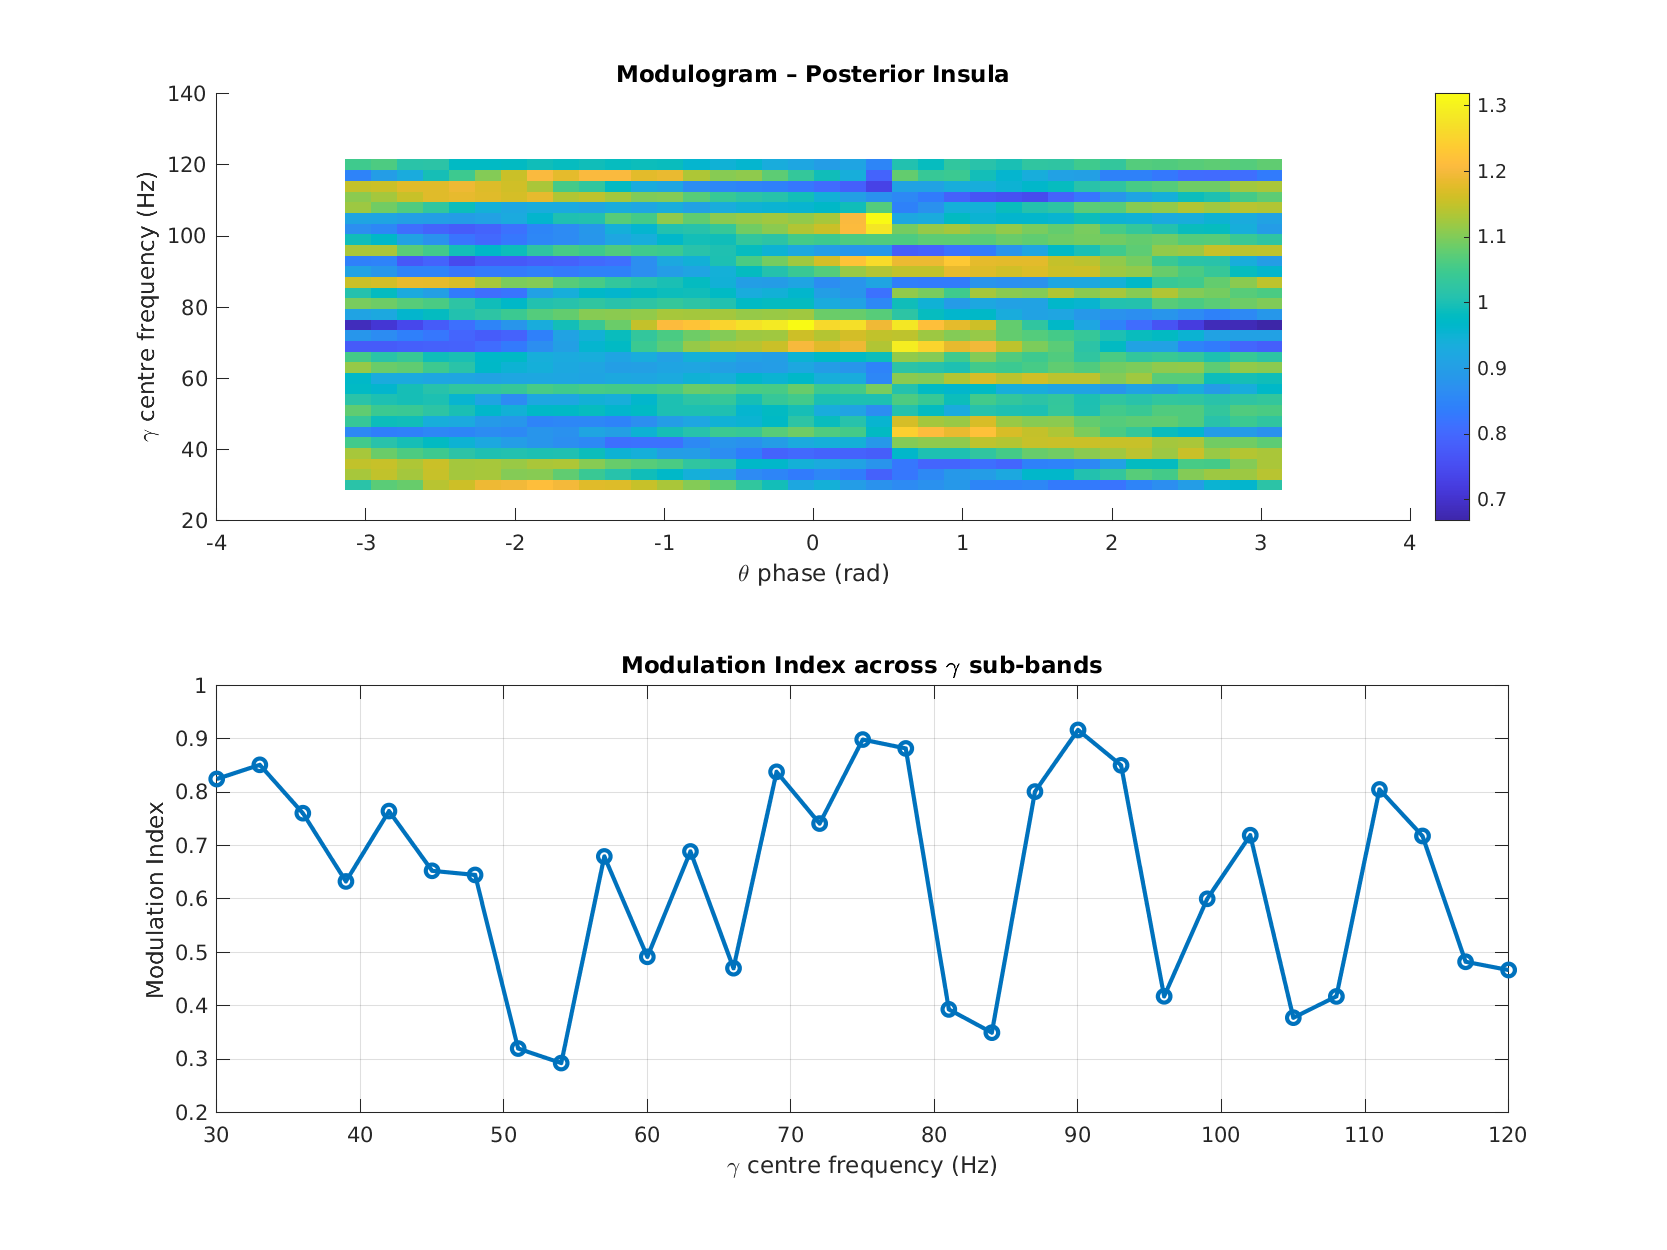 Modulogram – Posterior Insula
140
120
100
80
60
40
20
γ centre frequency (Hz)
-4 -3 -2 -1 0 1 2 3 4
θ phase (rad)
1.3
1.2
1.1
1
0.9
0.8
0.7
Modulation Index across γ sub-bands
1
0.9
0.8
0.7
0.6
0.5
0.4
0.3
0.2
Modulation Index
30 40 50 60 70 80 90 100 110 120
γ centre frequency (Hz)